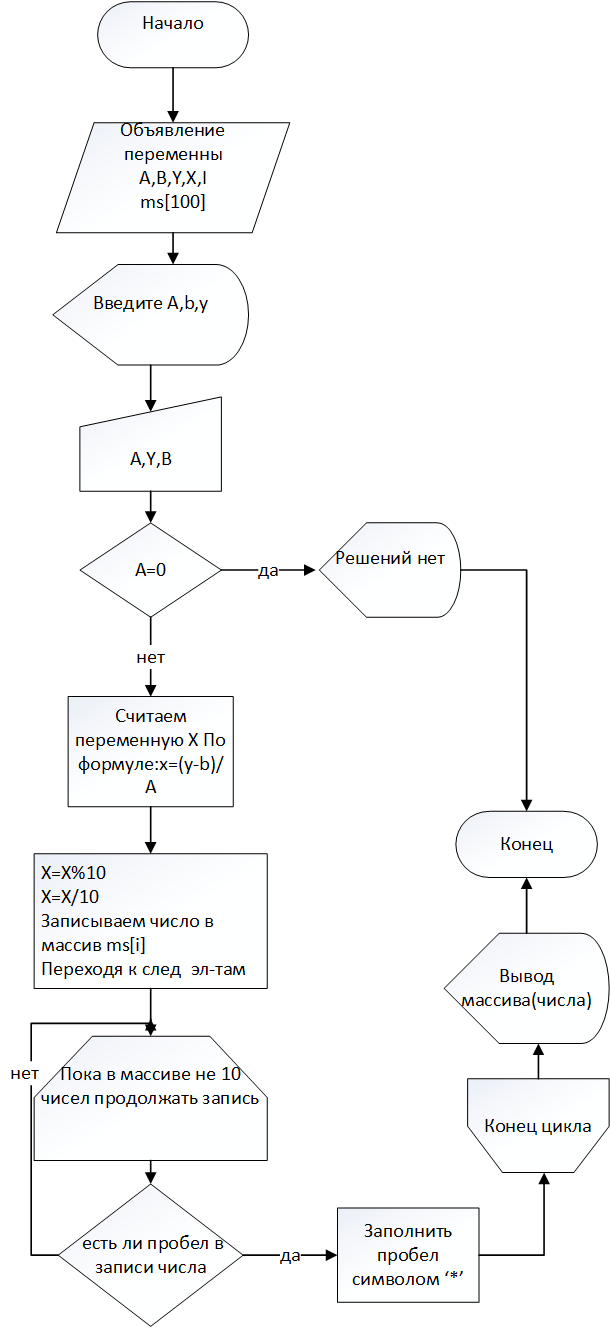 Начало
Объявление
переменны
A,B,Y,X,I
ms[100]
Введите A,b,y
A,Y,B
A=0
да
Решений нет
нет
Считаем
переменную X По
формуле:x=(y-b)/
A
X=X%10
X=X/10
Записываем число в
массив ms[i]
Переходя к след эл-там
нет
Пока в массиве не 10
чисел продолжать запись
есть ли пробел в
записи числа
да
Заполнить
пробел
символом ‘*’
Конец цикла
Вывод
массива(числа)
Конец